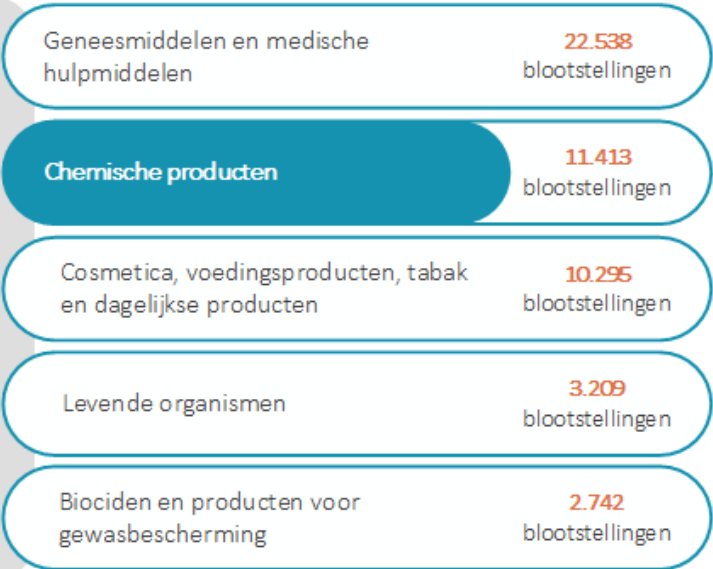 Geneesmiddelen en medische
hulpmiddelen
22.538
blootstellingen
Chemische producten
11.413
blootstellingen
Cosmetica, voedingsproducten, tabak
en dagelijkse producten
10.295
blootstellingen
Levende organismen
3.209
blootstellingen
Biociden en producten voor
gewasbescherming
2.742
blootstellingen